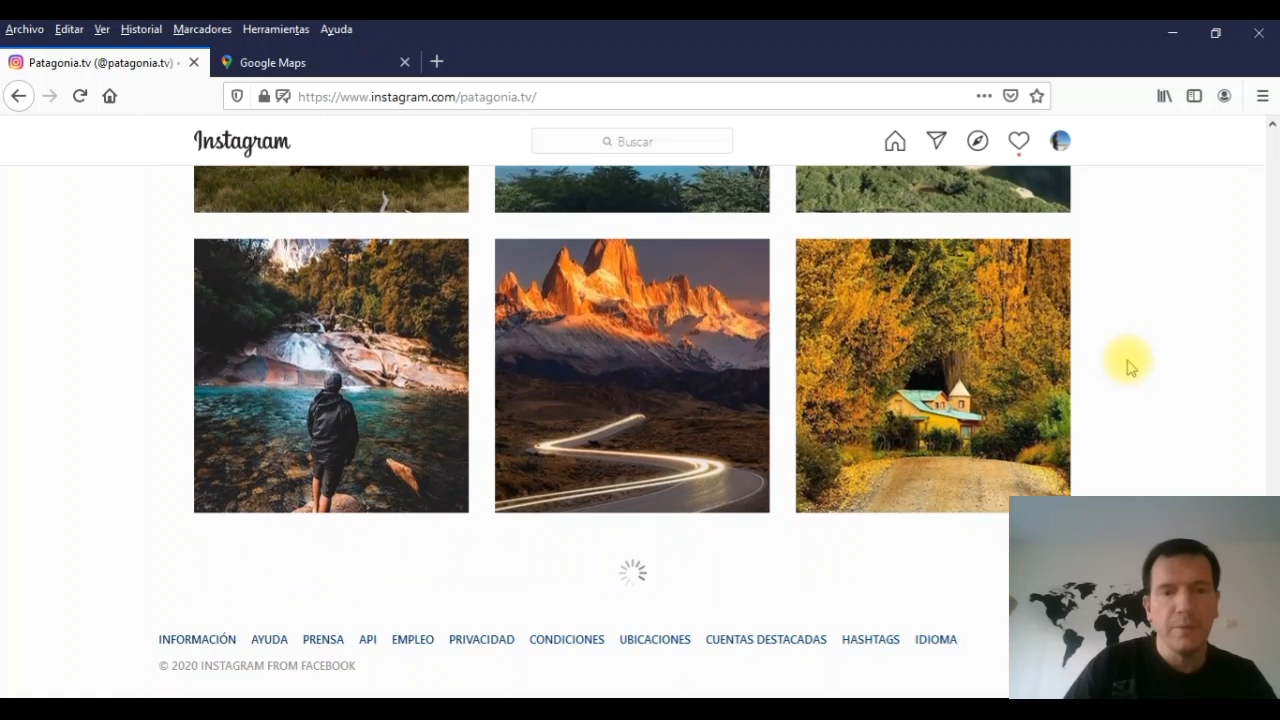 Archivo Editar Ver Historial Marcadores Herramientas Ayuda
Patagonia.tv (@patagonia.tv) Google Maps
https://www.instagram.com/patagonia.tv/
Instagram Buscar
INFORMACIÓN AYUDA PRENSA API EMPLEO PRIVACIDAD CONDICIONES UBICACIONES CUENTAS DESTACADAS HASHTAGS IDIOMA
© 2020 INSTAGRAM FROM FACEBOOK